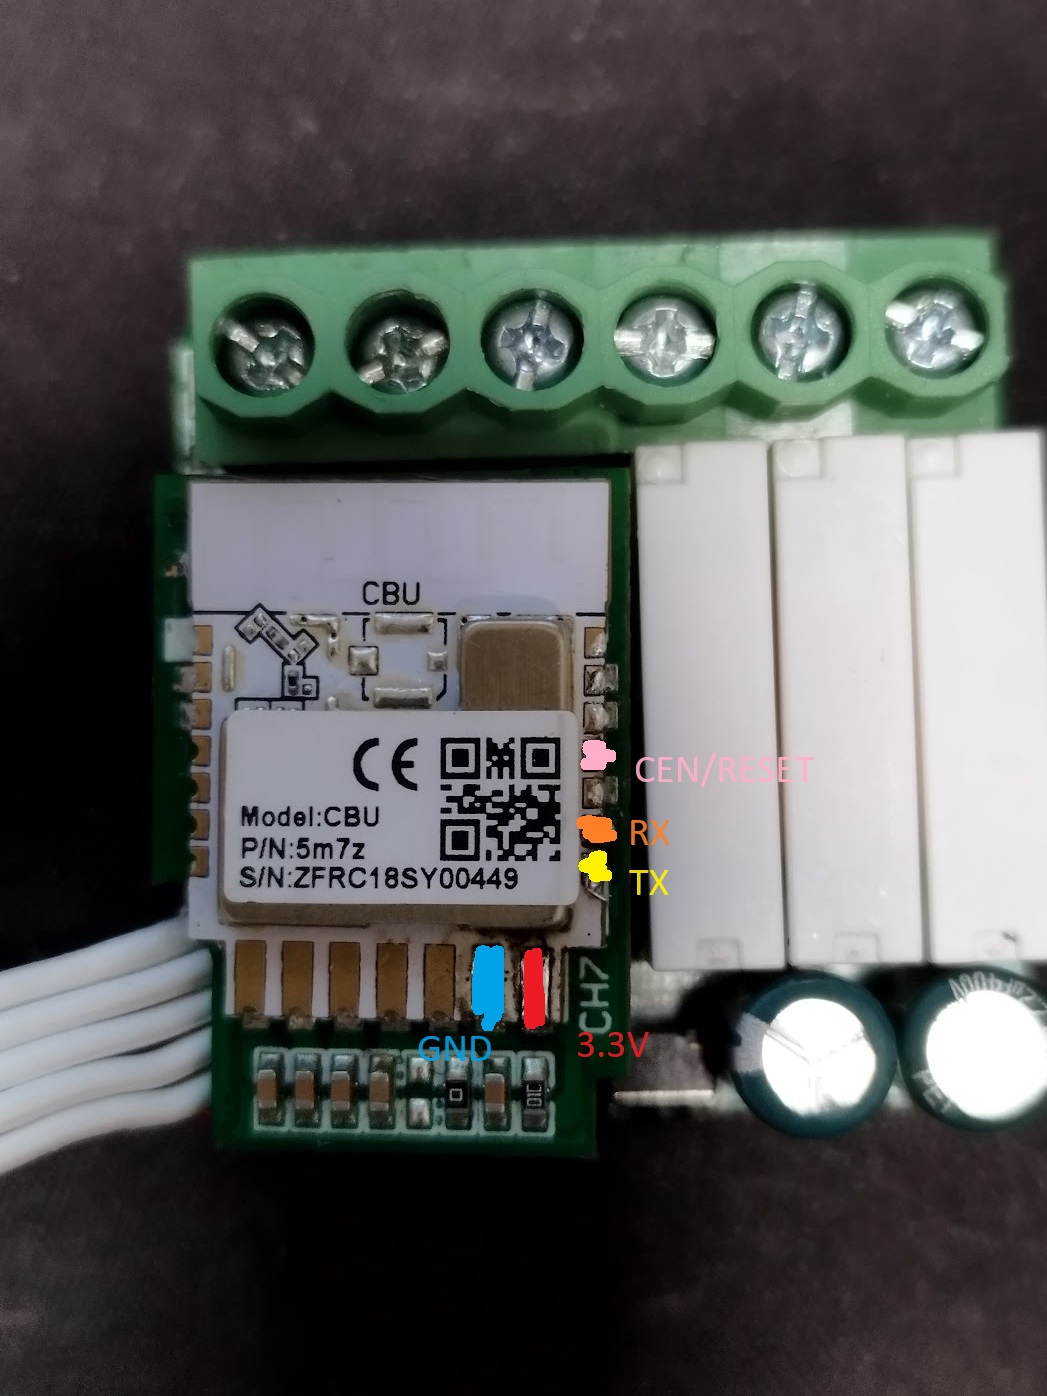 CBU
CE
Model:CBU
P/N:5m7z
S/N:ZFRC18SY00449
CEN/RESET
RX
TX
GND
3.3V
CH7